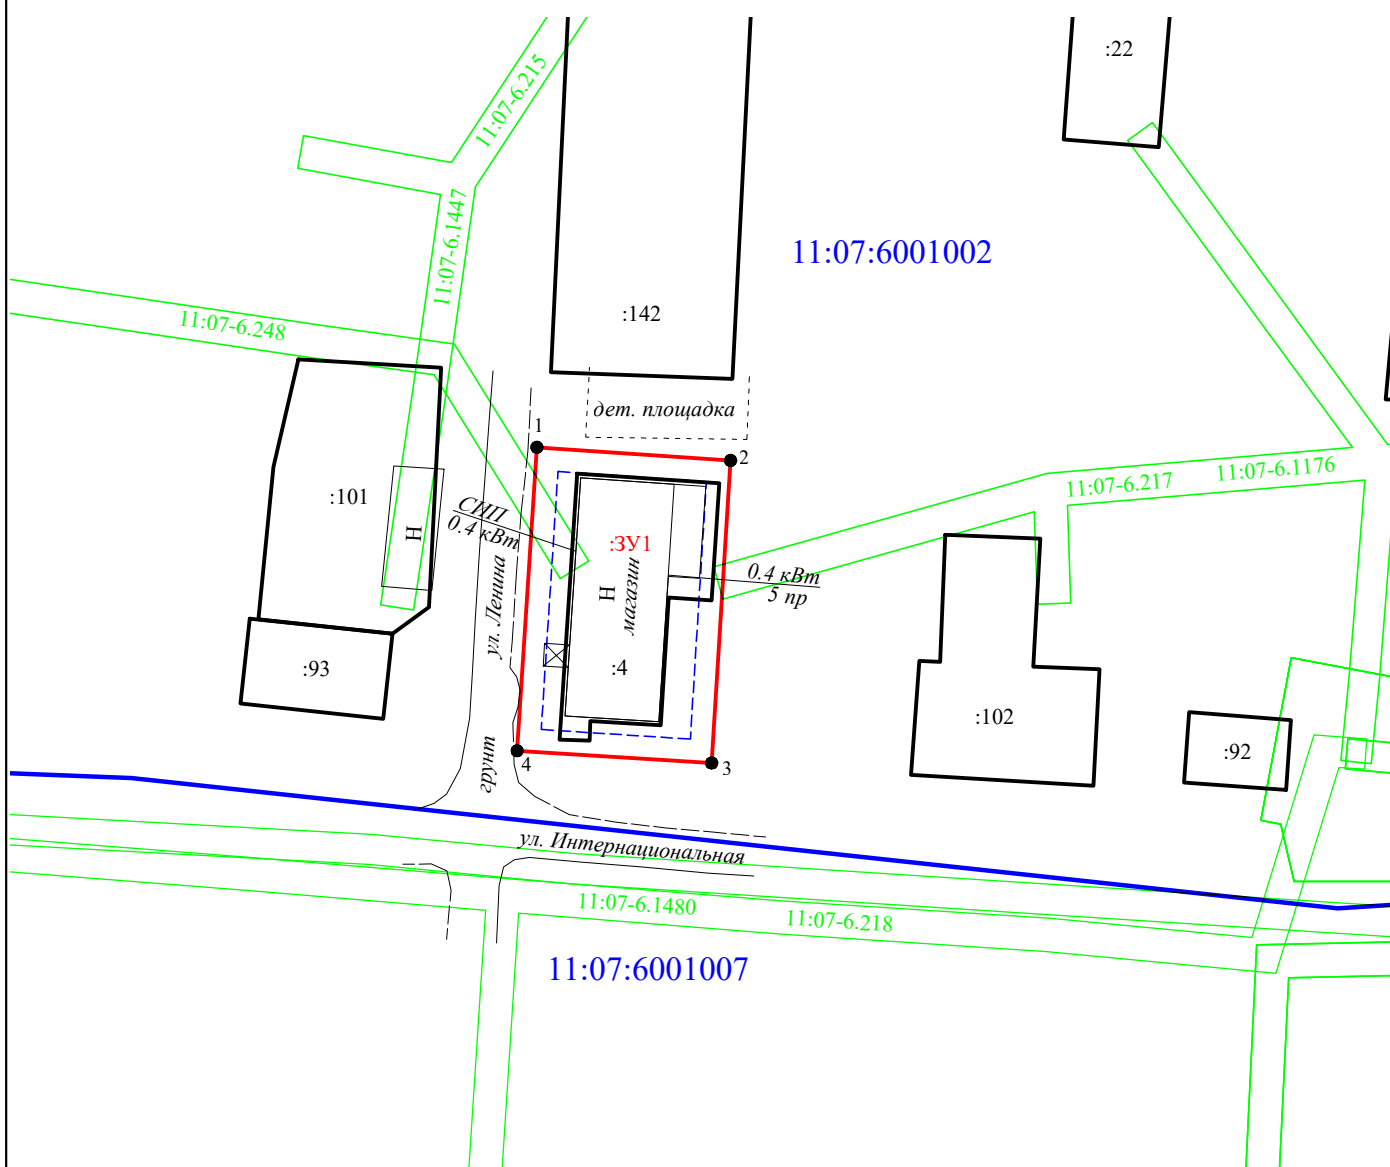 :22
11:07-6.215
11:07-6.1447
11:07:6001002
:142
11:07-6.248
дет. площадка
1
2
11:07-6.217
11:07-6.1176
:101
Н
СИП
0.4 кВт
:ЗУ1
Н
магазин
0.4 кВт
5 пр
ул. Ленина
:4
:93
:102
грунт
4
3
:92
ул. Интернациональная
11:07-6.1480
11:07-6.218
11:07:6001007